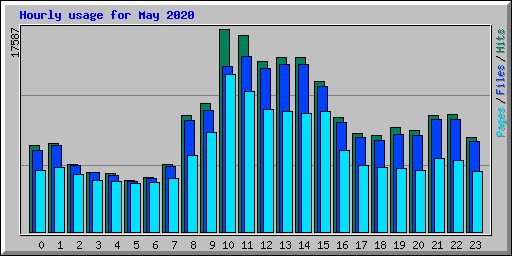 Hourly usage for May 2020
17587
Pages/Files/Hits
0 1 2 3 4 5 6 7 8 9 10 11 12 13 14 15 16 17 18 19 20 21 22 23